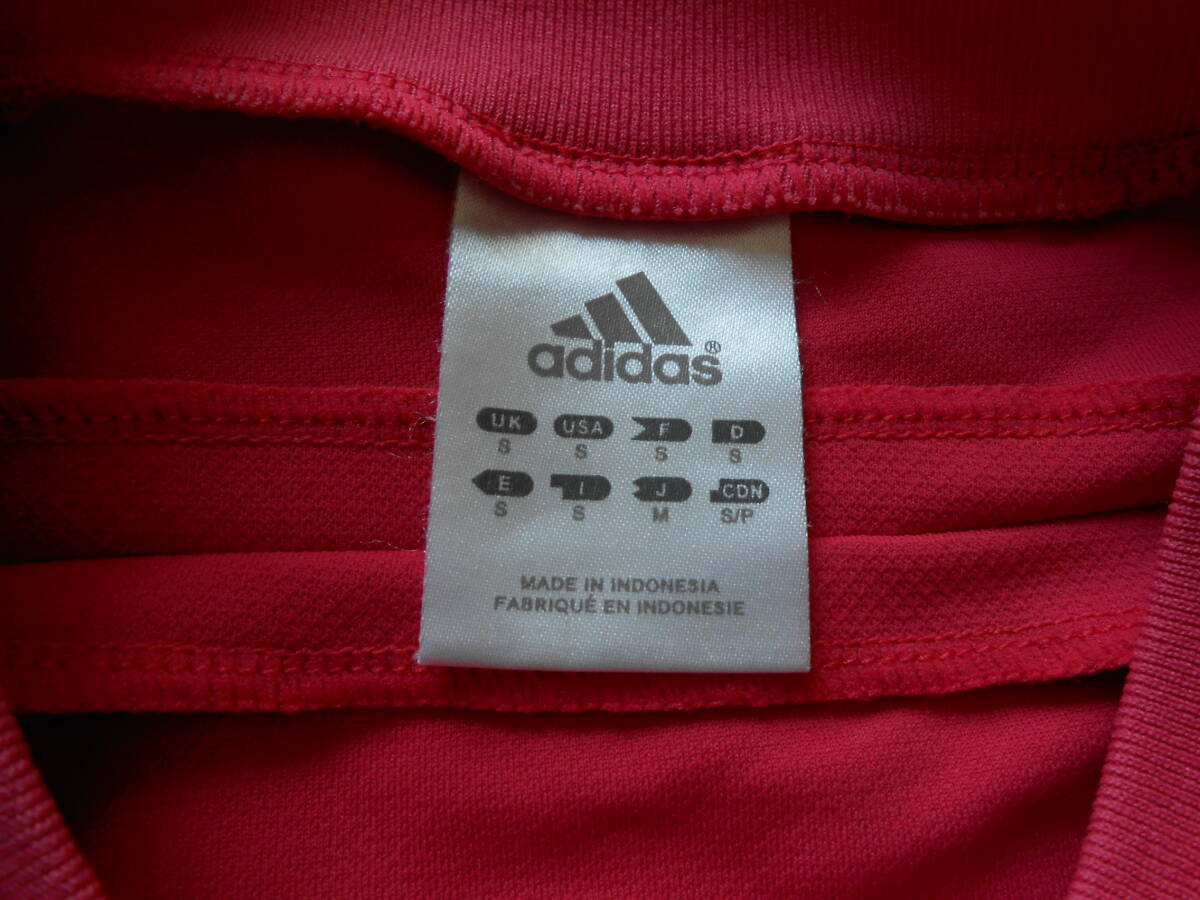 adidas®
UK USA F D
S S S S
E I J CDN
S S M S/P
MADE IN INDONESIA
FABRIQUÉ EN INDONESIE